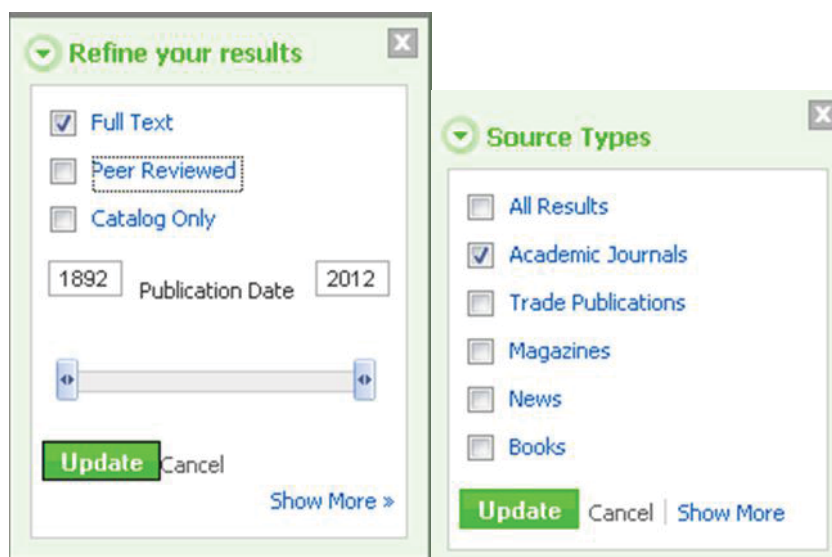 Refine your results
Full Text
Peer Reviewed
Catalog Only
1892 Publication Date 2012
Update Cancel
Show More »
Source Types
All Results
Academic Journals
Trade Publications
Magazines
News
Books
Update Cancel | Show More